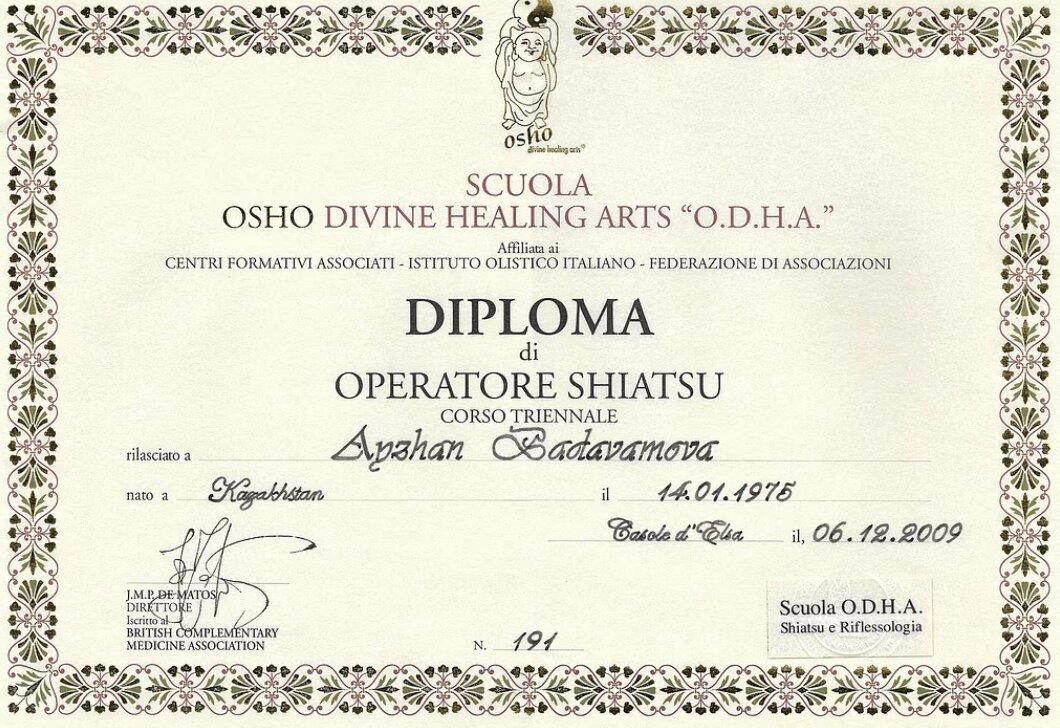 osho
divine healing arts®
SCUOLA
OSHO DIVINE HEALING ARTS “O.D.H.A.”
Affiliata ai
CENTRI FORMATIVI ASSOCIATI - ISTITUTO OLISTICO ITALIANO - FEDERAZIONE DI ASSOCIAZIONI
DIPLOMA
di
OPERATORE SHIATSU
CORSO TRIENNALE
rilasciato a Ayzhan Badavamova
nato a Kazakhstan il 14.01.1975
Casole d'Elsa il, 06.12.2009
J.M.P. DE MATOS
DIRETTORE
Iscritto al
BRITISH COMPLEMENTARY
MEDICINE ASSOCIATION
N. 191
Scuola O.D.H.A.
Shiatsu e Riflessologia